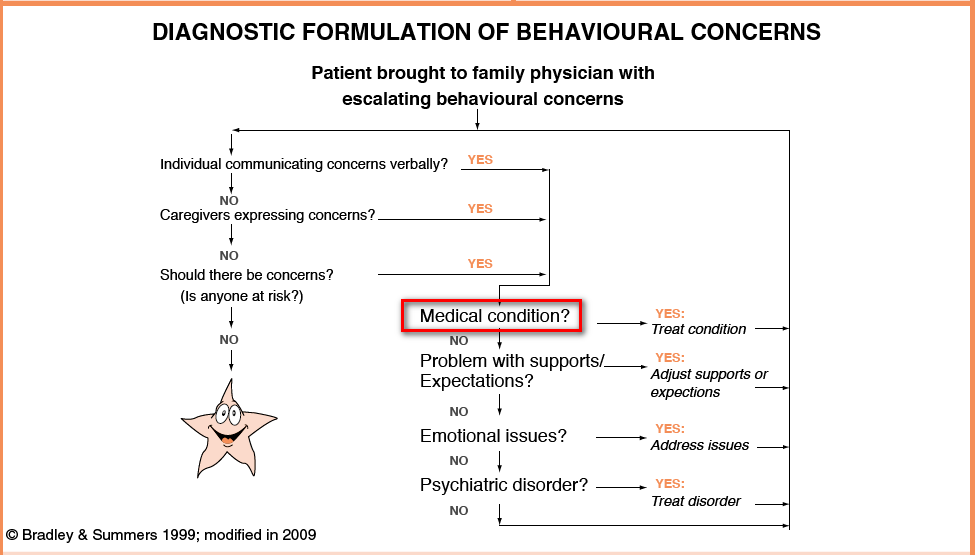 DIAGNOSTIC FORMULATION OF BEHAVIOURAL CONCERNS
Patient brought to family physician with
escalating behavioural concerns
Individual communicating concerns verbally? YES
NO
Caregivers expressing concerns? YES
NO
Should there be concerns? YES
(Is anyone at risk?)
NO
Medical condition? YES:
Treat condition
NO
Problem with supports/ YES:
Expectations? Adjust supports or
expections
NO
Emotional issues? YES:
Address issues
NO
Psychiatric disorder? YES:
Treat disorder
NO
© Bradley & Summers 1999; modified in 2009